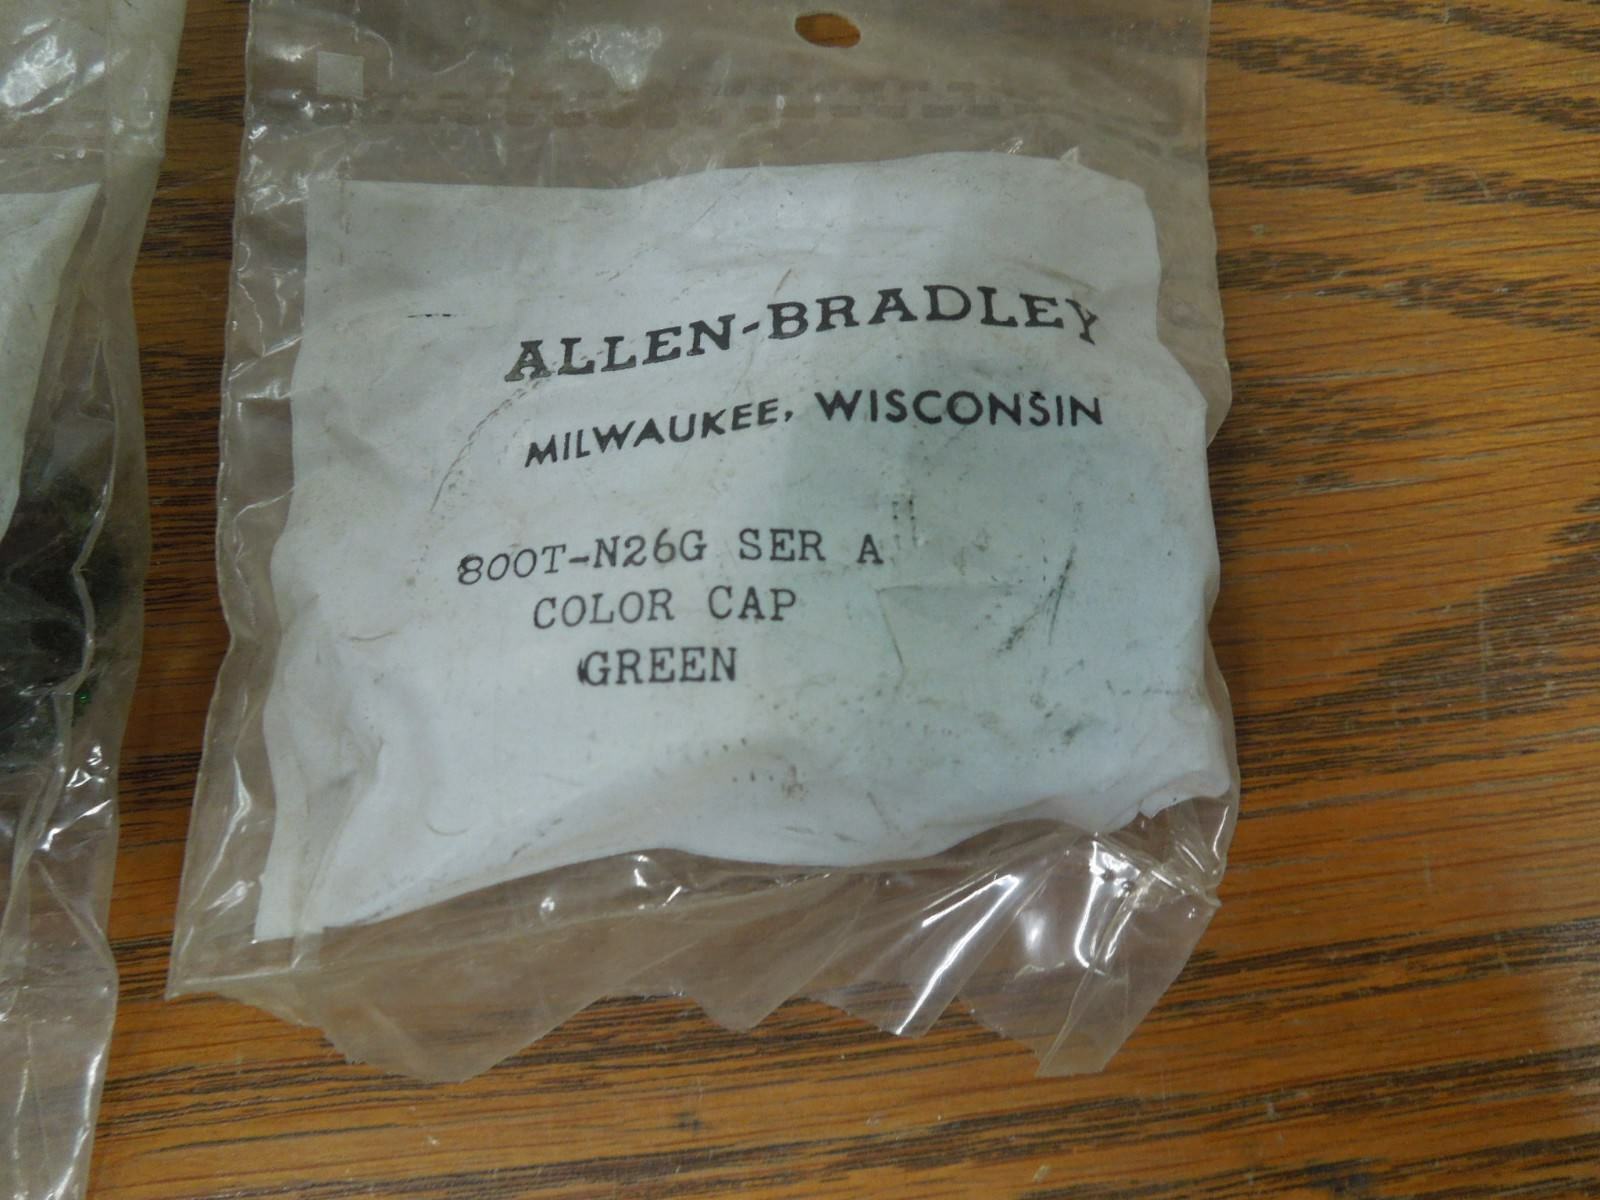 ALLEN-BRADLEY
MILWAUKEE, WISCONSIN
800T-N26G SER A
COLOR CAP
GREEN